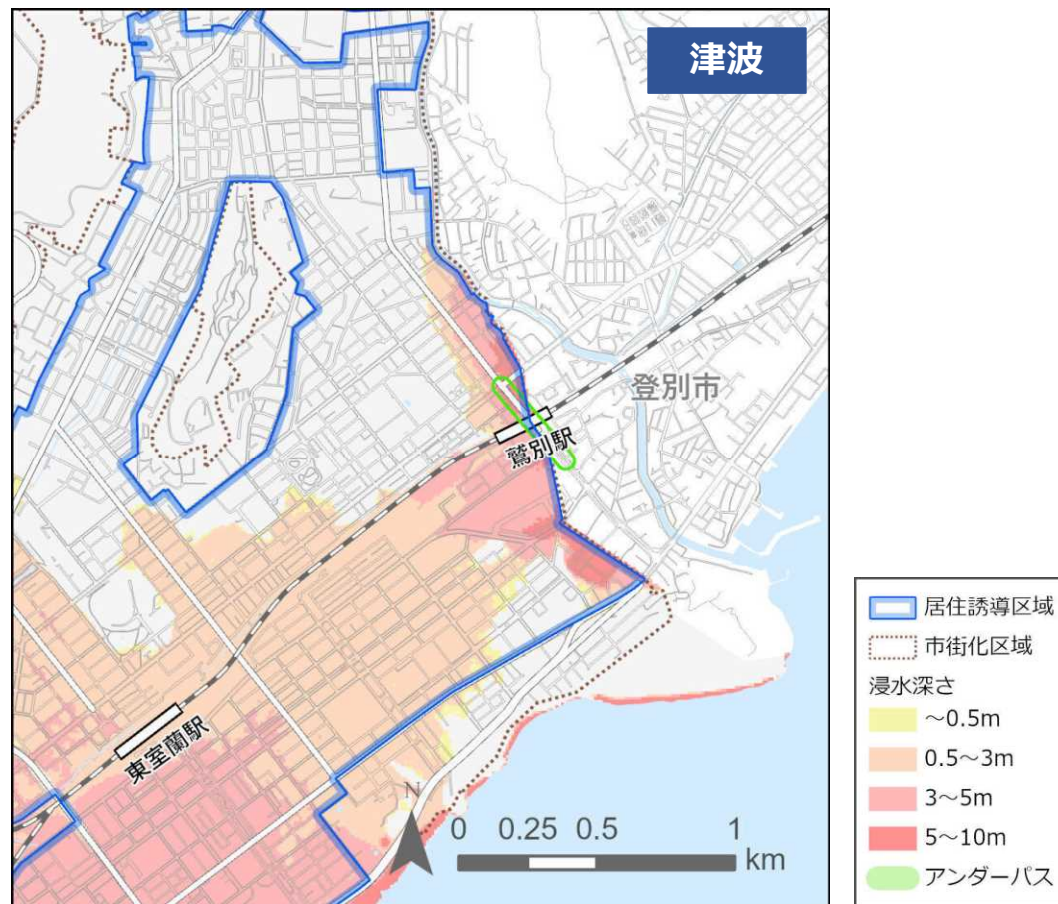 津波
登別市
鷲別駅
東室蘭駅
N
0 0.25 0.5 1
km
居住誘導区域
市街化区域
浸水深さ
～0.5m
0.5～3m
3～5m
5～10m
アンダーパス